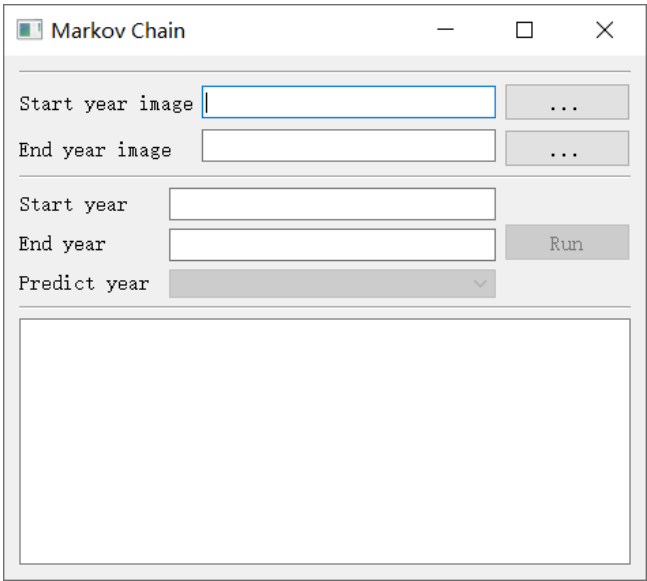 Markov Chain
Start year image ...
End year image ...
Start year
End year Run
Predict year